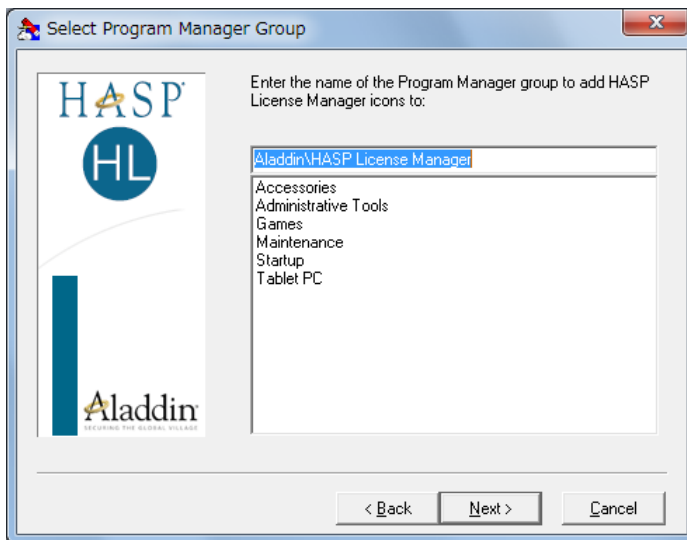 Select Program Manager Group
HASP
HL
Aladdin
SECURING THE GLOBAL VILLAGE
Enter the name of the Program Manager group to add HASP
License Manager icons to:
Aladdin\HASP License Manager
Accessories
Administrative Tools
Games
Maintenance
Startup
Tablet PC
< Back
Next >
Cancel